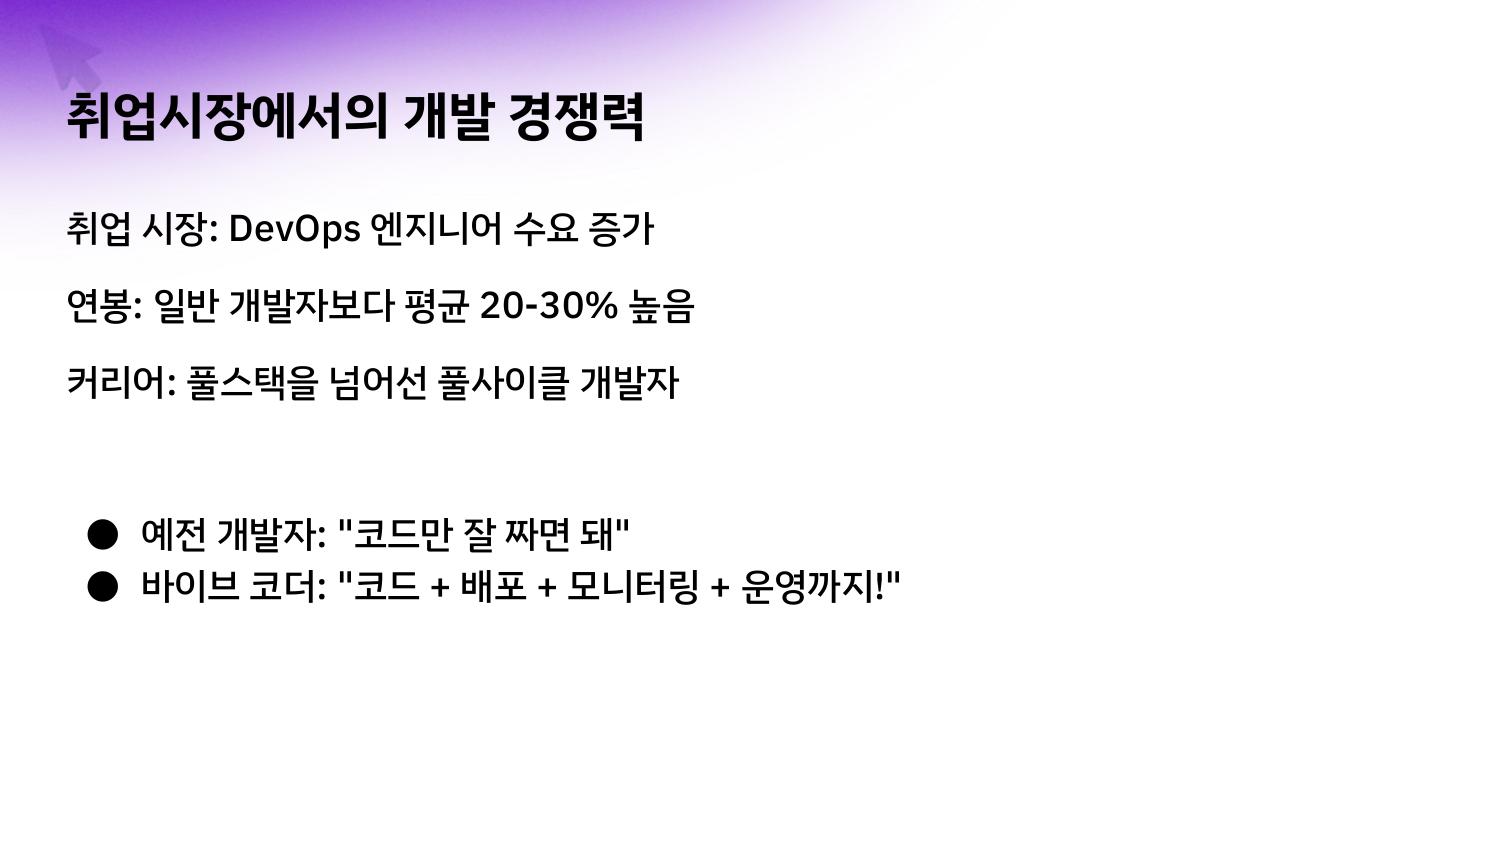 취업시장에서의 개발 경쟁력
취업 시장: DevOps 엔지니어 수요 증가
연봉: 일반 개발자보다 평균 20-30% 높음
커리어: 풀스택을 넘어선 풀사이클 개발자
● 예전 개발자: "코드만 잘 짜면 돼"
● 바이브 코더: "코드 + 배포 + 모니터링 + 운영까지!"